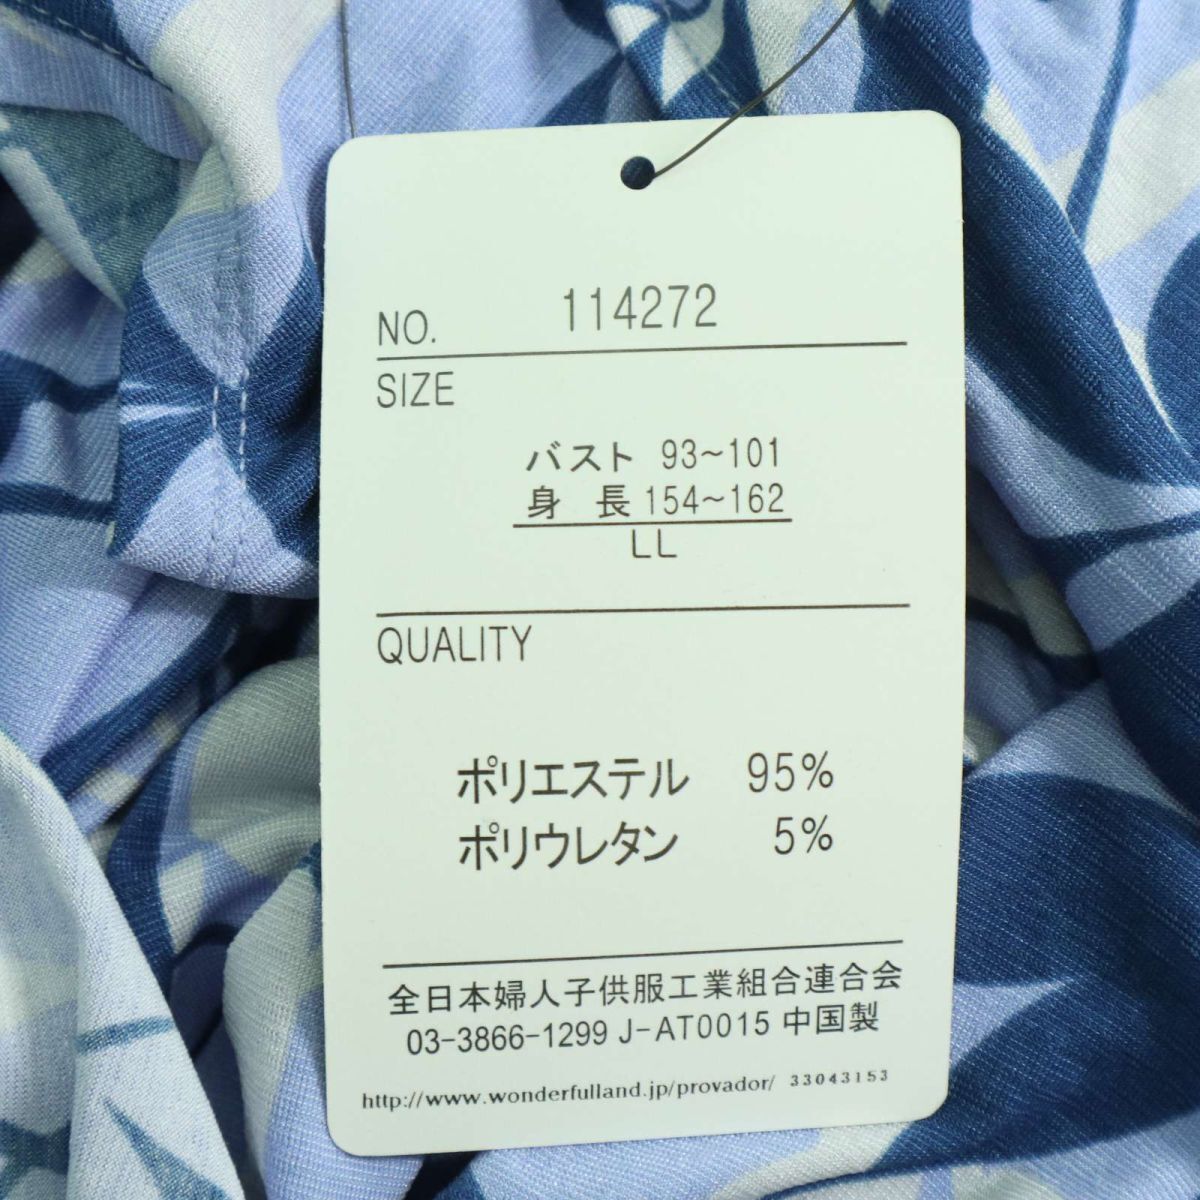 NO. 114272
SIZE
バスト 93~101
身 長 154~162
LL
QUALITY
ポリエステル 95%
ポリウレタン 5%
全日本婦人子供服工業組合連合会
03-3866-1299 J-AT0015 中国製
http://www.wonderfulland.jp/provador/ 33043153